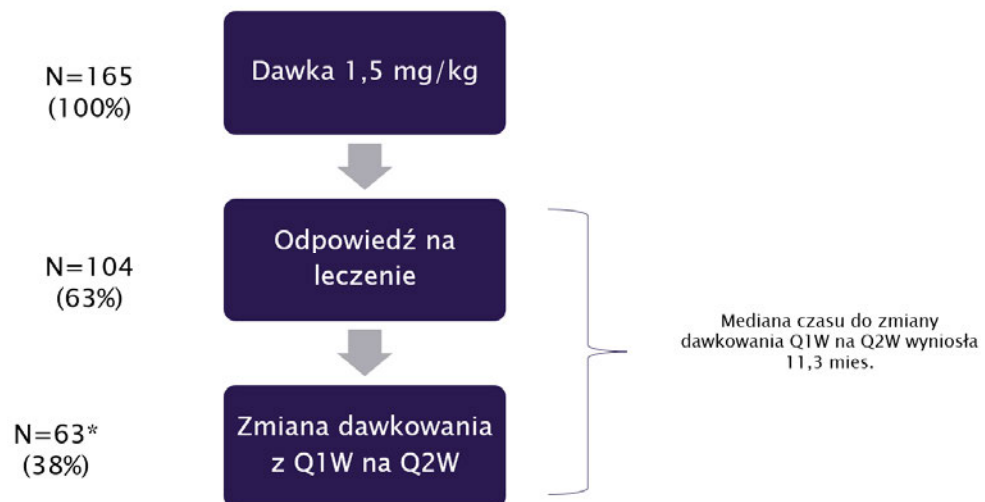 N=165
(100%)
Dawka 1,5 mg/kg
N=104
(63%)
Odpowiedź na
leczenie
Mediana czasu do zmiany
dawkowania Q1W na Q2W wyniosła
11,3 mies.
N=63*
(38%)
Zmiana dawkowania
z Q1W na Q2W